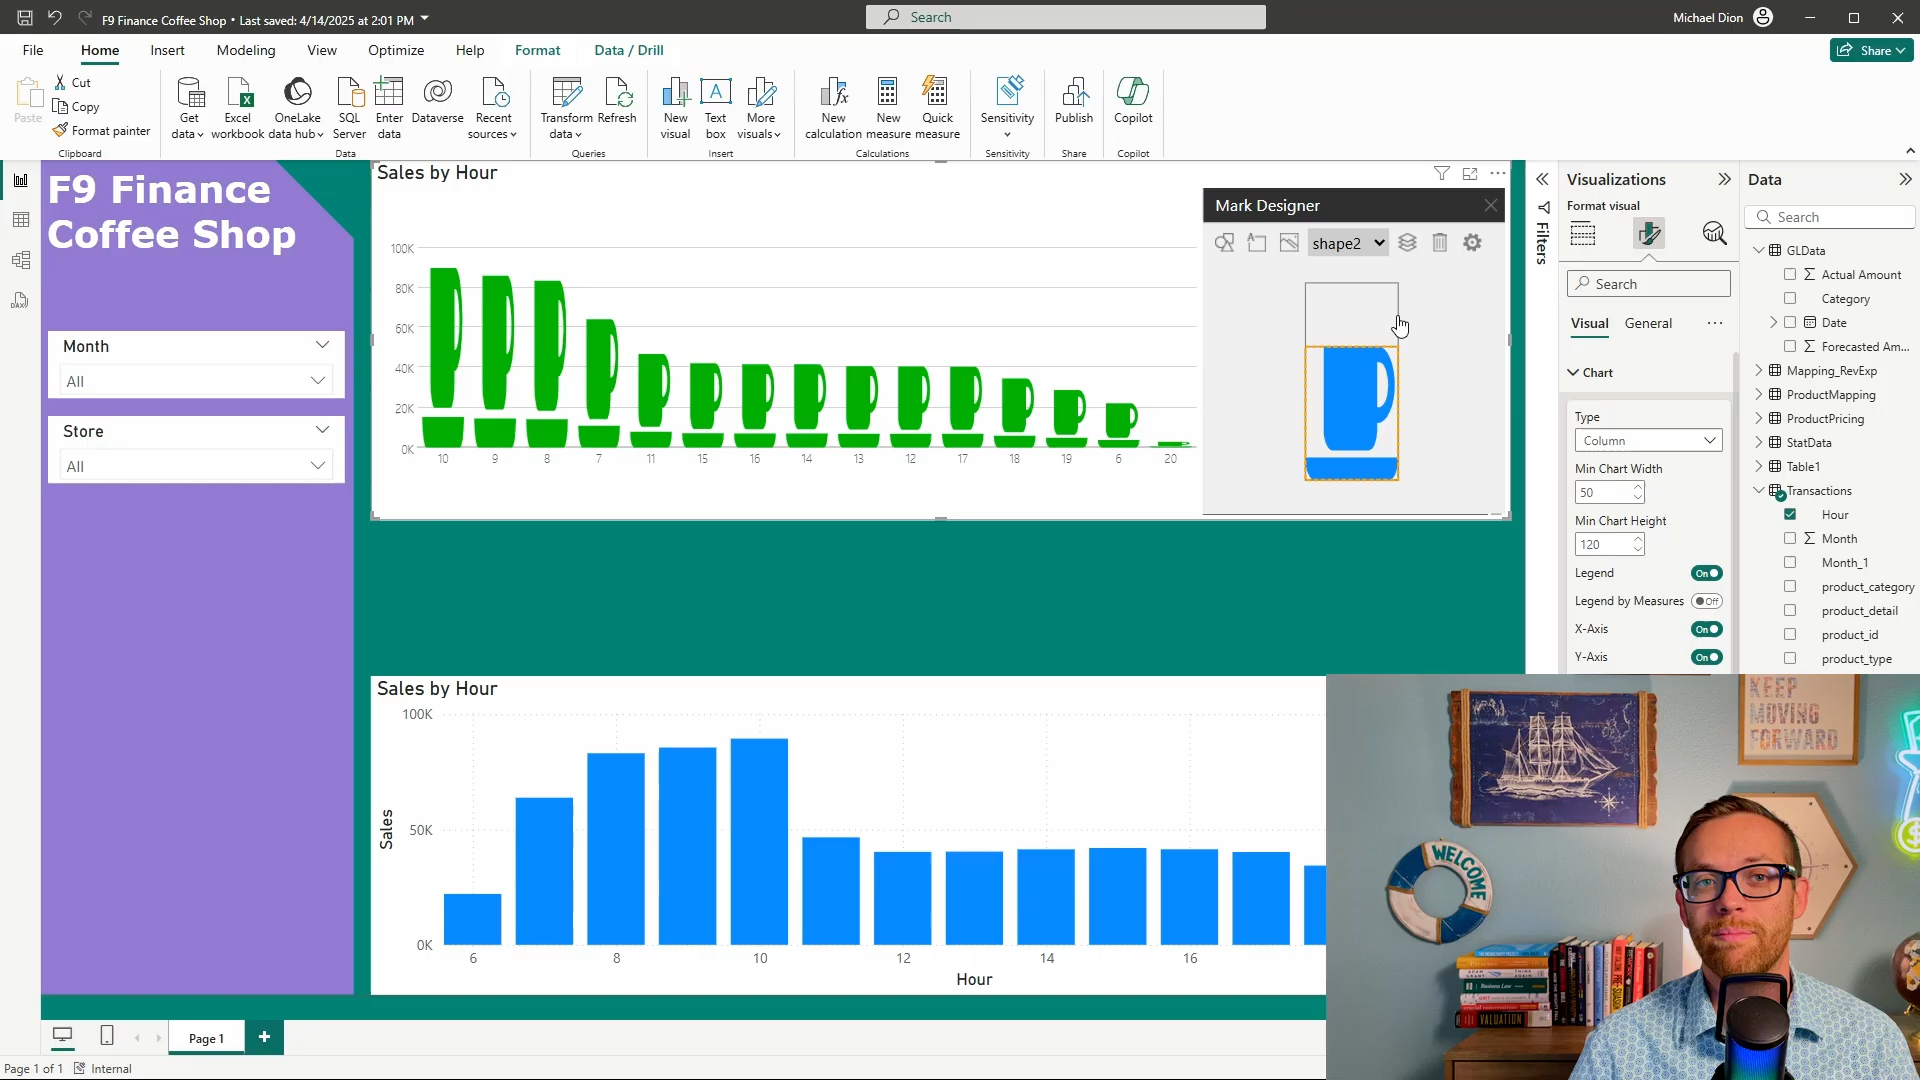 F9 Finance Coffee Shop • Last saved: 4/14/2025 at 2:01 PM
Search
Michael Dion
File
Home
Insert
Modeling
View
Optimize
Help
Format
Data / Drill
Share
Paste
Cut
Copy
Format painter
Clipboard
Get data
Excel workbook
OneLake data hub
SQL Server
Enter data
Dataverse
Recent sources
Data
Transform data
Refresh
Queries
New visual
Text box
More visuals
Insert
New calculation
New measure
Quick measure
Calculations
Sensitivity
Sensitivity
Publish
Share
Copilot
Copilot
F9 Finance
Coffee Shop
Month
All
Store
All
Sales by Hour
100K
80K
60K
40K
20K
0K
10 9 8 7 11 15 16 14 13 12 17 18 19 6 20
Mark Designer
shape2
Sales by Hour
100K
50K
0K
Sales
6 8 10 12 14 16
Hour
Filters
Visualizations
Format visual
Search
Visual
General
Chart
Type
Column
Min Chart Width
50
Min Chart Height
120
Legend
On
Legend by Measures
Off
X-Axis
On
Y-Axis
On
Data
Search
GLData
Actual Amount
Category
Date
Forecasted Am...
Mapping_RevExp
ProductMapping
ProductPricing
StatData
Table1
Transactions
Hour
Month
Month_1
product_category
product_detail
product_id
product_type
KEEP
MOVING
FORWARD
WELCOME
VALUATION
Page 1
Page 1 of 1
Internal